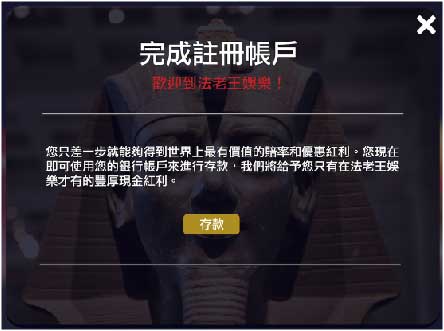 完成註冊帳戶
歡迎到法老王娛樂！
您只差一步就能夠得到世界上最有價值的賠率和優惠紅利。您現在
即可使用您的銀行帳戶來進行存款，我們將給予您只有在法老王娛
樂才有的豐厚現金紅利。
存款